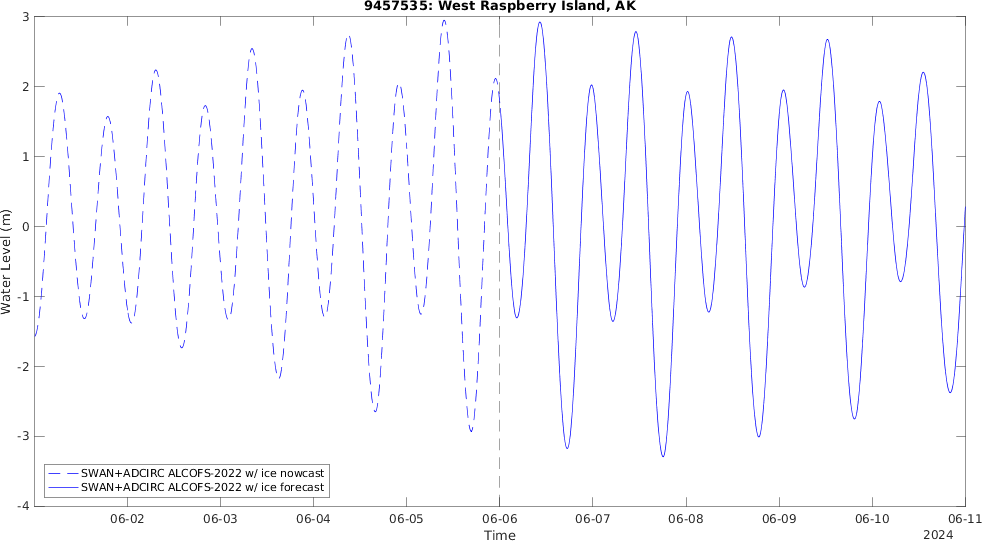 9457535: West Raspberry Island, AK
3
2
1
0
-1
-2
-3
-4
Water Level (m)
SWAN+ADCIRC ALCOFS-2022 w/ ice nowcast
SWAN+ADCIRC ALCOFS-2022 w/ ice forecast
06-02 06-03 06-04 06-05 06-06 06-07 06-08 06-09 06-10 06-11
Time
2024